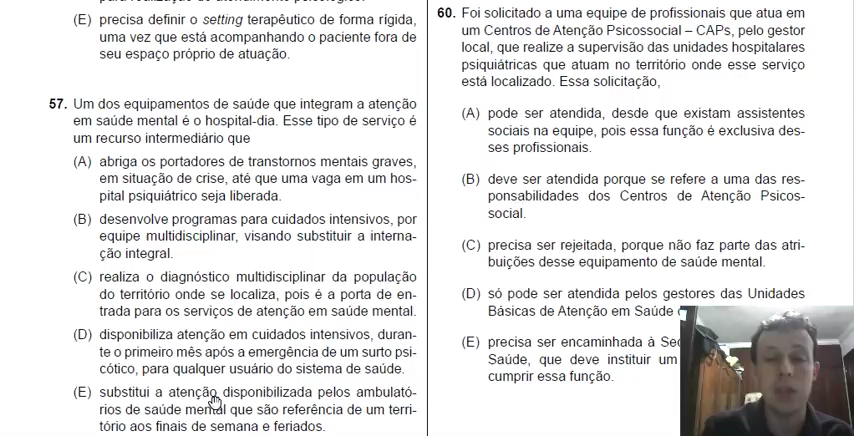 (E) precisa definir o setting terapêutico de forma rígida,
uma vez que está acompanhando o paciente fora de
seu espaço próprio de atuação.
57. Um dos equipamentos de saúde que integram a atenção
em saúde mental é o hospital-dia. Esse tipo de serviço é
um recurso intermediário que
(A) abriga os portadores de transtornos mentais graves,
em situação de crise, até que uma vaga em um hos-
pital psiquiátrico seja liberada.
(B) desenvolve programas para cuidados intensivos, por
equipe multidisciplinar, visando substituir a interna-
ção integral.
(C) realiza o diagnóstico multidisciplinar da população
do território onde se localiza, pois é a porta de en-
trada para os serviços de atenção em saúde mental.
(D) disponibiliza atenção em cuidados intensivos, duran-
te o primeiro mês após a emergência de um surto psi-
cótico, para qualquer usuário do sistema de saúde.
(E) substitui a atenção disponibilizada pelos ambulató-
rios de saúde mental que são referência de um terri-
tório aos finais de semana e feriados.
60. Foi solicitado a uma equipe de profissionais que atua em
um Centros de Atenção Psicossocial – CAPs, pelo gestor
local, que realize a supervisão das unidades hospitalares
psiquiátricas que atuam no território onde esse serviço
está localizado. Essa solicitação,
(A) pode ser atendida, desde que existam assistentes
sociais na equipe, pois essa função é exclusiva des-
ses profissionais.
(B) deve ser atendida porque se refere a uma das res-
ponsabilidades dos Centros de Atenção Psicos-
social.
(C) precisa ser rejeitada, porque não faz parte das atri-
buições desse equipamento de saúde mental.
(D) só pode ser atendida pelos gestores das Unidades
Básicas de Atenção em Saúde
(E) precisa ser encaminhada à
Saúde, que deve instituir um
cumprir essa função.